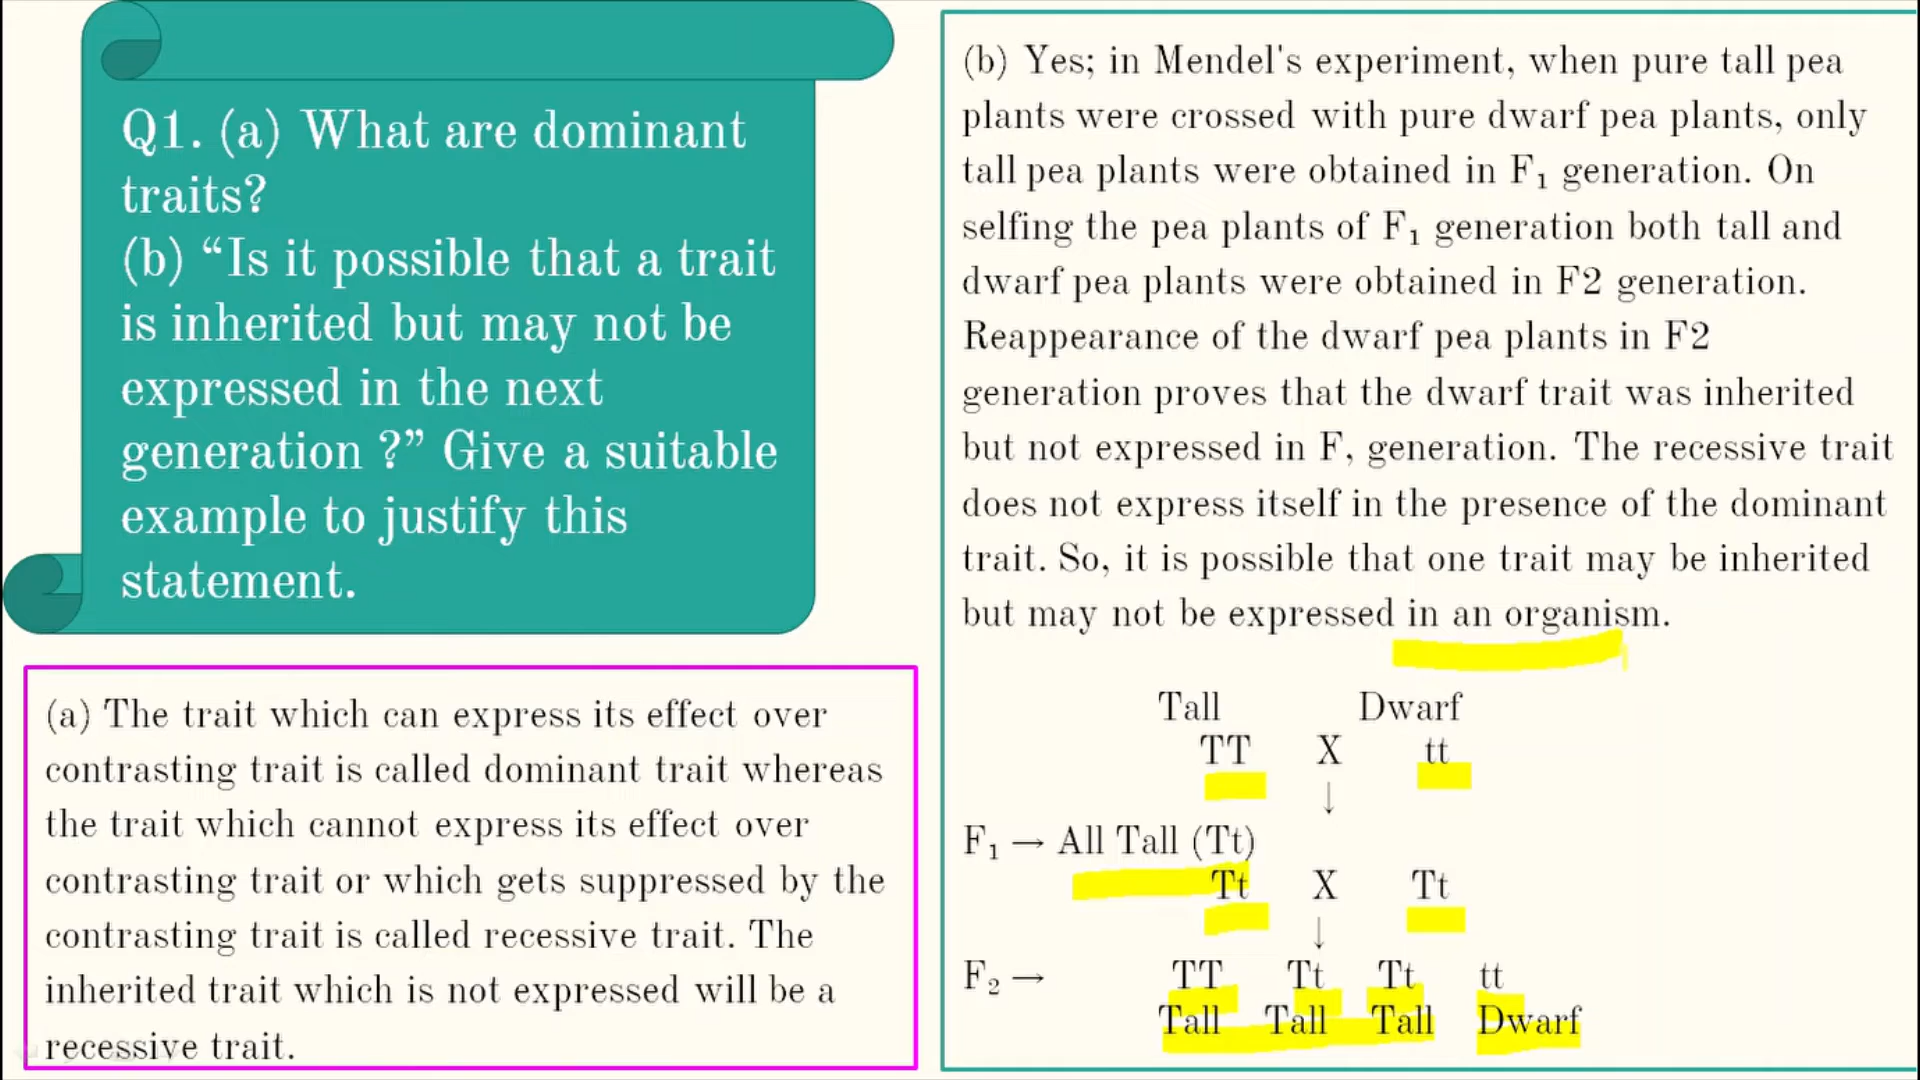 Q1. (a) What are dominant
traits?
(b) “Is it possible that a trait
is inherited but may not be
expressed in the next
generation ?” Give a suitable
example to justify this
statement.
(a) The trait which can express its effect over
contrasting trait is called dominant trait whereas
the trait which cannot express its effect over
contrasting trait or which gets suppressed by the
contrasting trait is called recessive trait. The
inherited trait which is not expressed will be a
recessive trait.
(b) Yes; in Mendel's experiment, when pure tall pea
plants were crossed with pure dwarf pea plants, only
tall pea plants were obtained in F₁ generation. On
selfing the pea plants of F₁ generation both tall and
dwarf pea plants were obtained in F2 generation.
Reappearance of the dwarf pea plants in F2
generation proves that the dwarf trait was inherited
but not expressed in F, generation. The recessive trait
does not express itself in the presence of the dominant
trait. So, it is possible that one trait may be inherited
but may not be expressed in an organism.
Tall Dwarf
TT X tt
↓
F₁ → All Tall (Tt)
Tt X Tt
↓
F₂ → TT Tt Tt tt
Tall Tall Tall Dwarf